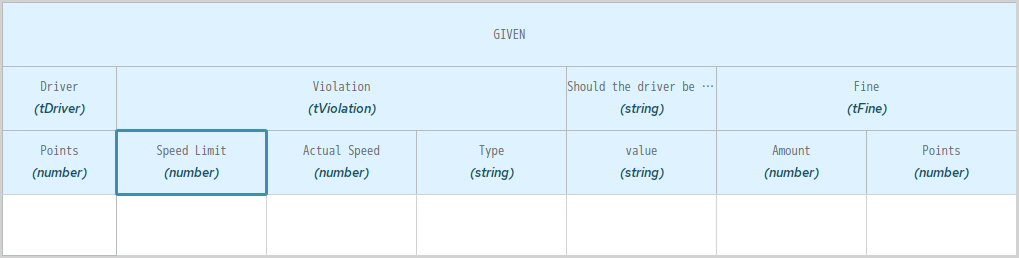 GIVEN
Driver
(tDriver)
Violation
(tViolation)
Should the driver be ⋯
(string)
Fine
(tFine)
Points
(number)
Speed Limit
(number)
Actual Speed
(number)
Type
(string)
value
(string)
Amount
(number)
Points
(number)